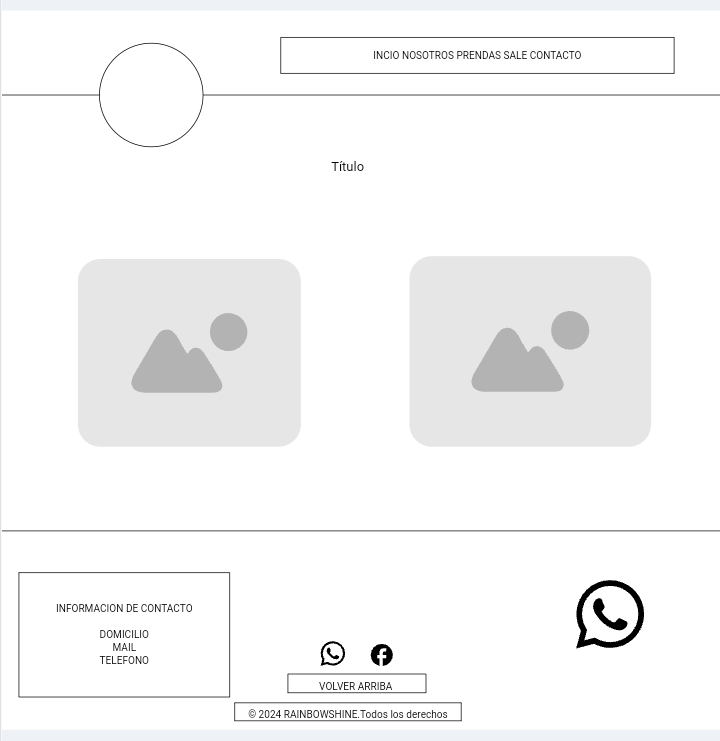 INCIO NOSOTROS PRENDAS SALE CONTACTO
Título
INFORMACION DE CONTACTO
DOMICILIO
MAIL
TELEFONO
VOLVER ARRIBA
© 2024 RAINBOWSHINE.Todos los derechos